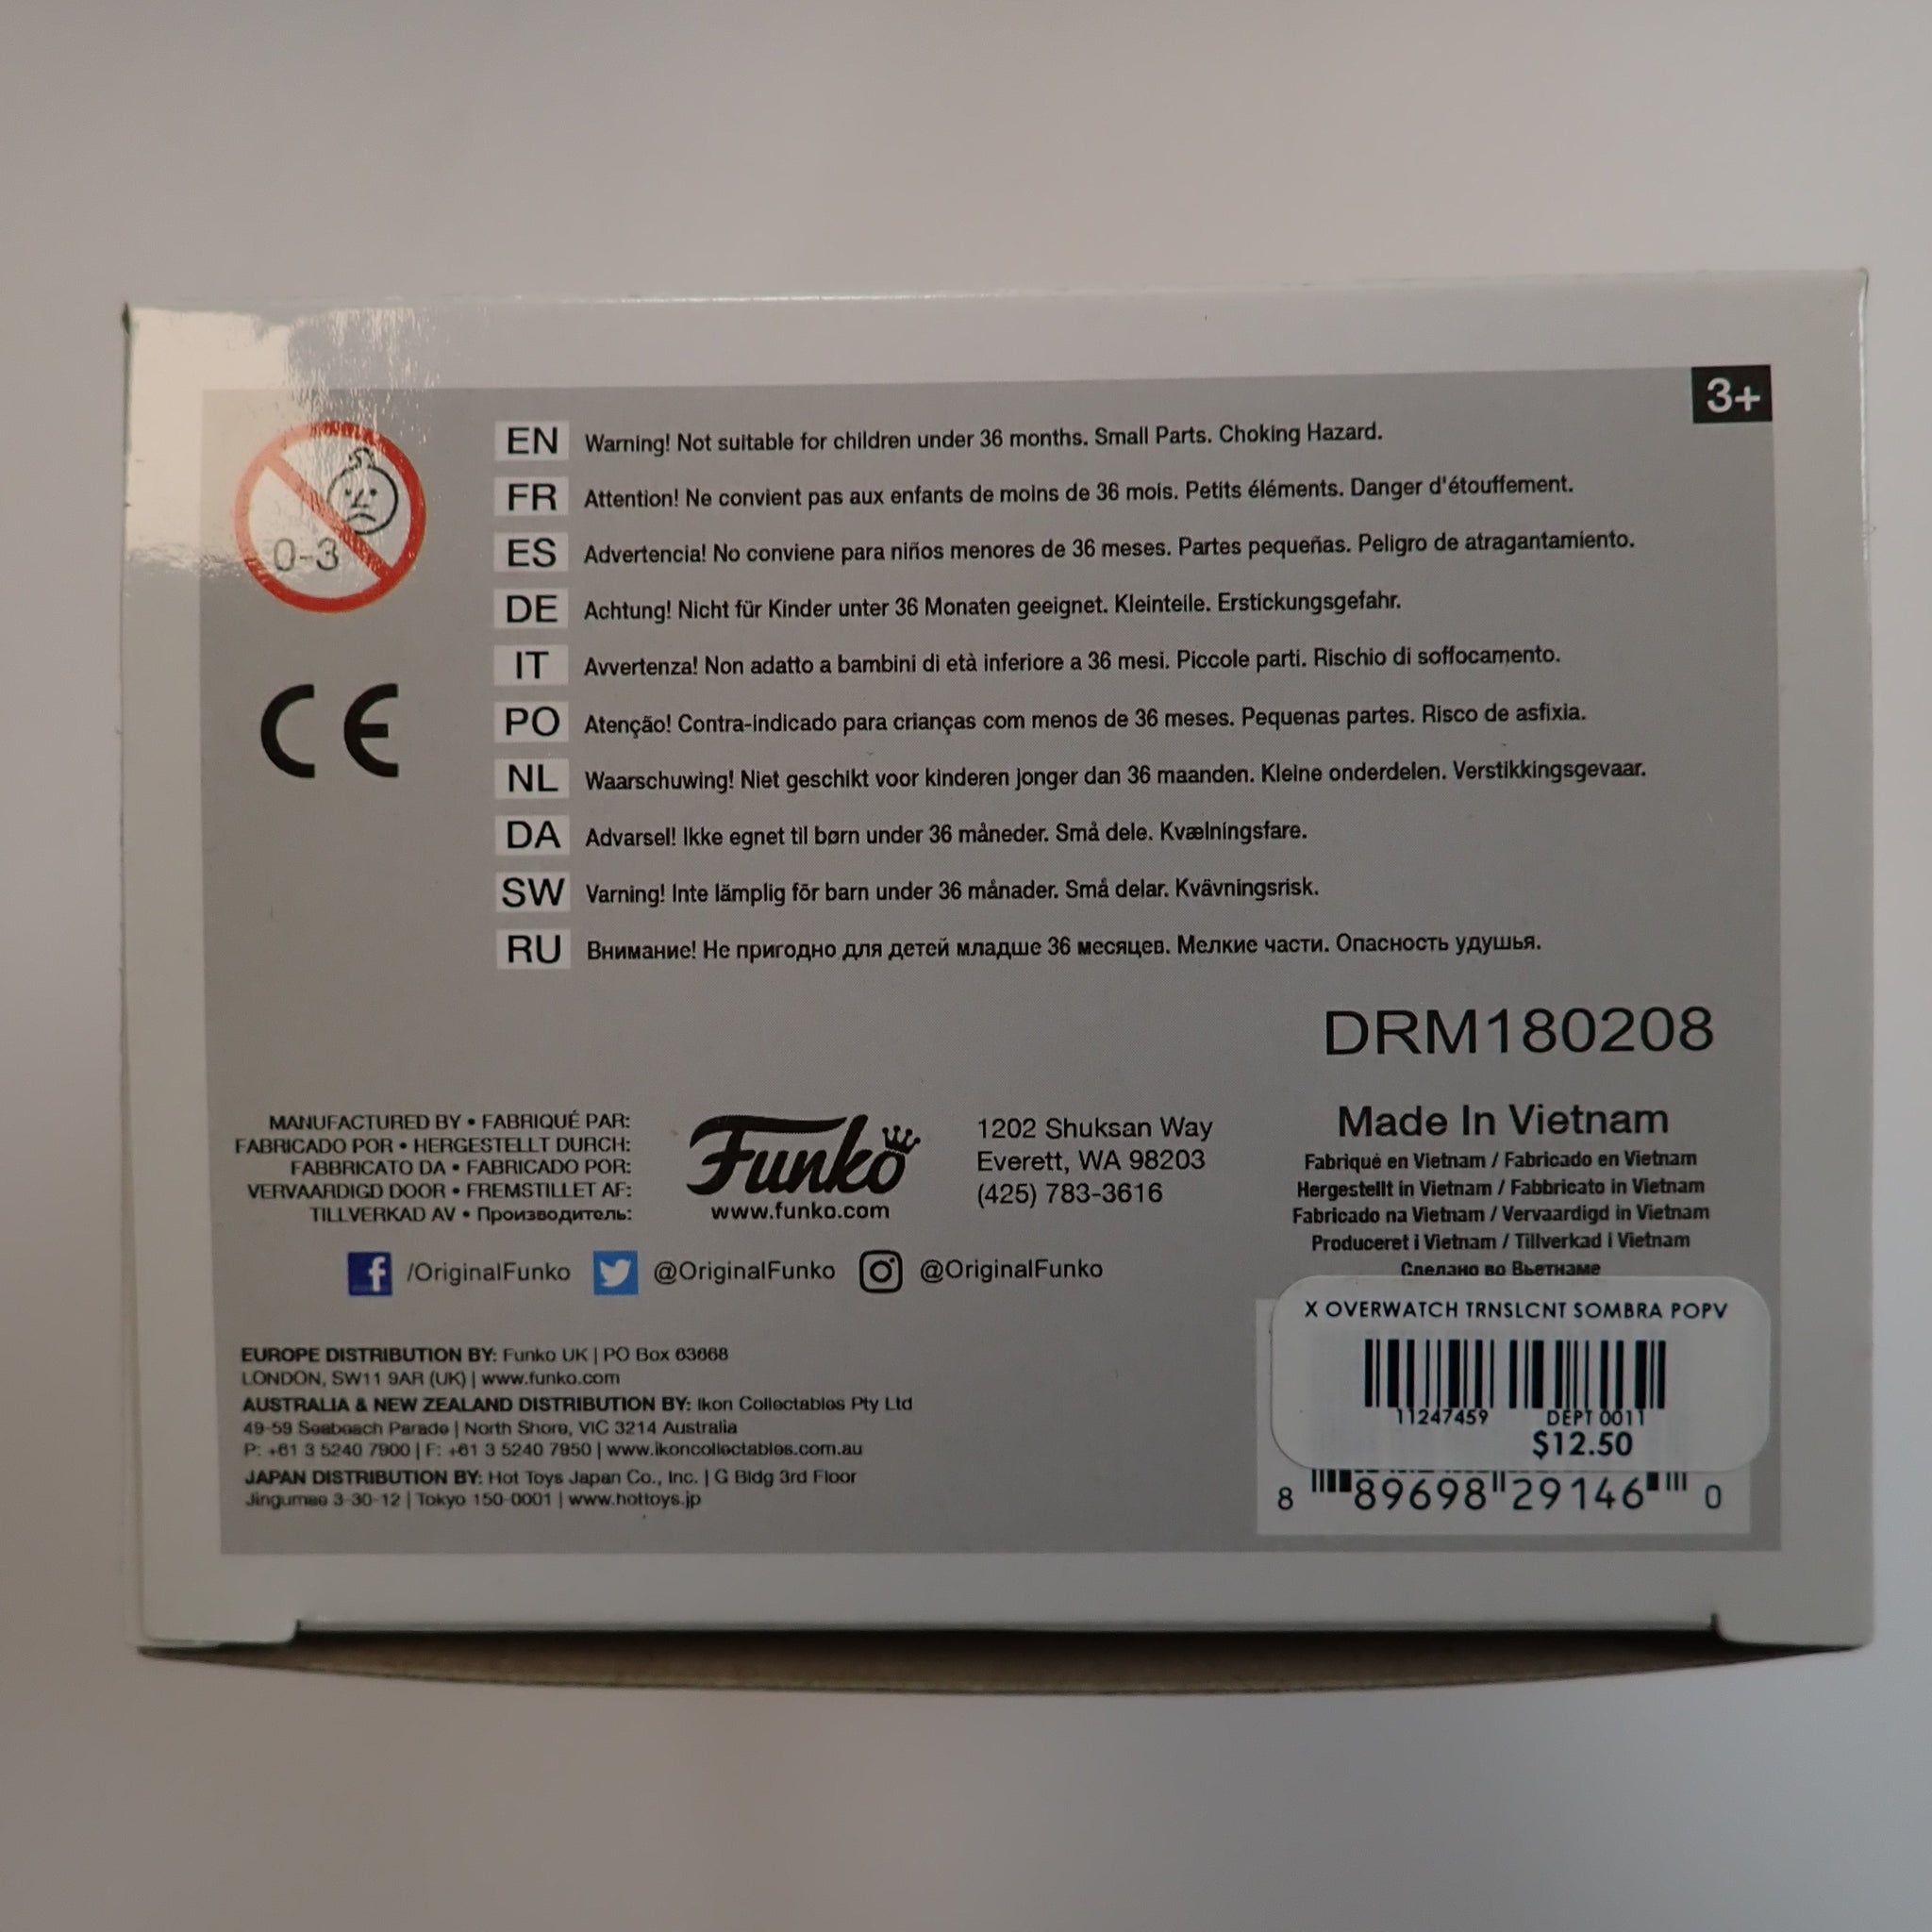 3+
0-3
EN Warning! Not suitable for children under 36 months. Small Parts. Choking Hazard.
FR Attention! Ne convient pas aux enfants de moins de 36 mois. Petits éléments. Danger d'étouffement.
ES Advertencia! No conviene para niños menores de 36 meses. Partes pequeñas. Peligro de atragantamiento.
DE Achtung! Nicht für Kinder unter 36 Monaten geeignet. Kleinteile. Erstickungsgefahr.
IT Avvertenza! Non adatto a bambini di età inferiore a 36 mesi. Piccole parti. Rischio di soffocamento.
CE
PO Atenção! Contra-indicado para crianças com menos de 36 meses. Pequenas partes. Risco de asfixia.
NL Waarschuwing! Niet geschikt voor kinderen jonger dan 36 maanden. Kleine onderdelen. Verstikkingsgevaar.
DA Advarsel! Ikke egnet til børn under 36 måneder. Små dele. Kvælningsfare.
SW Varning! Inte lämplig för barn under 36 månader. Små delar. Kvävningsrisk.
RU Внимание! Не пригодно для детей младше 36 месяцев. Мелкие части. Опасность удушья.
DRM180208
MANUFACTURED BY • FABRIQUÉ PAR:
FABRICADO POR • HERGESTELLT DURCH:
FABBRICATO DA • FABRICADO POR:
VERVAARDIGD DOOR • FREMSTILLET AF:
TILLVERKAD AV • Производитель:
Funko
www.funko.com
1202 Shuksan Way
Everett, WA 98203
(425) 783-3616
Made In Vietnam
Fabriqué en Vietnam / Fabricado en Vietnam
Hergestellt in Vietnam / Fabbricato in Vietnam
Fabricado na Vietnam / Vervaardigd in Vietnam
Produceret i Vietnam / Tillverkad i Vietnam
Сделано во Вьетнаме
f /OriginalFunko @OriginalFunko @OriginalFunko
EUROPE DISTRIBUTION BY: Funko UK | PO Box 63668
LONDON, SW11 9AR (UK) | www.funko.com
AUSTRALIA & NEW ZEALAND DISTRIBUTION BY: Ikon Collectables Pty Ltd
49-59 Seabeach Parade | North Shore, VIC 3214 Australia
P: +61 3 5240 7900 | F: +61 3 5240 7950 | www.ikoncollectables.com.au
JAPAN DISTRIBUTION BY: Hot Toys Japan Co., Inc. | G Bldg 3rd Floor
Jingumae 3-30-12 | Tokyo 150-0001 | www.hottoys.jp
X OVERWATCH TRNSLCNT SOMBRA POPV
11247459 DEPT 0011
$12.50
8 89698 29146 0